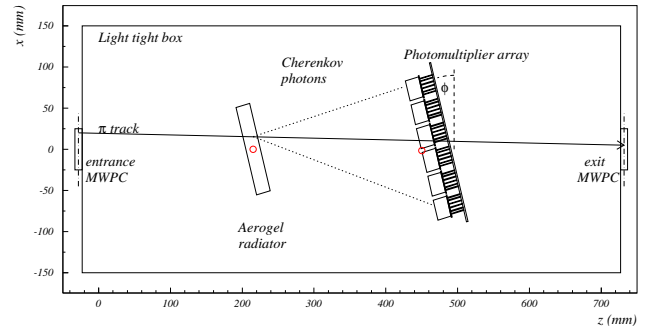 x (mm)
150
100
50
0
-50
-100
-150
Light tight box
Cherenkov
photons
Photomultiplier array
ϕ
π track
entrance
MWPC
exit
MWPC
Aerogel
radiator
0
100
200
300
400
500
600
700
z (mm)